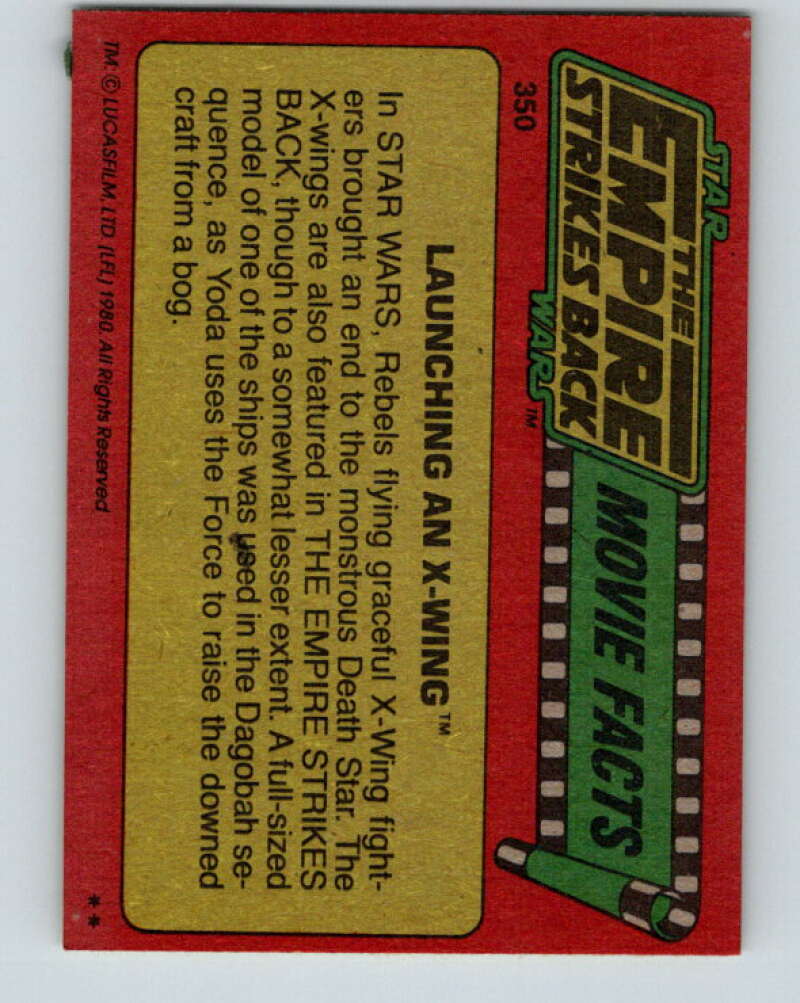 STAR
THE
EMPIRE
STRIKES BACK
WARS™
MOVIE FACTS
350
LAUNCHING AN X-WING™
In STAR WARS, Rebels flying graceful X-Wing fight-
ers brought an end to the monstrous Death Star. The
X-wings are also featured in THE EMPIRE STRIKES
BACK, though to a somewhat lesser extent. A full-sized
model of one of the ships was used in the Dagobah se-
quence, as Yoda uses the Force to raise the downed
craft from a bog.
TM: © LUCASFILM, LTD. (LFL) 1980. All Rights Reserved
**